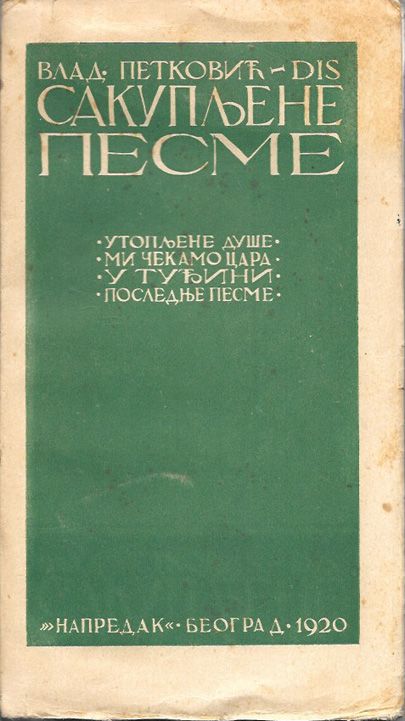 ВЛАД. ПЕТКОВИЋ – DIS
САКУПЉЕНЕ
ПЕСМЕ
· УТОПЉЕНЕ ДУШЕ ·
· МИ ЧЕКАМО ЦАРА ·
· У ТУЂИНИ ·
· ПОСЛЕДЊЕ ПЕСМЕ ·
»»НАПРЕДАК«· БЕОГРАД · 1920